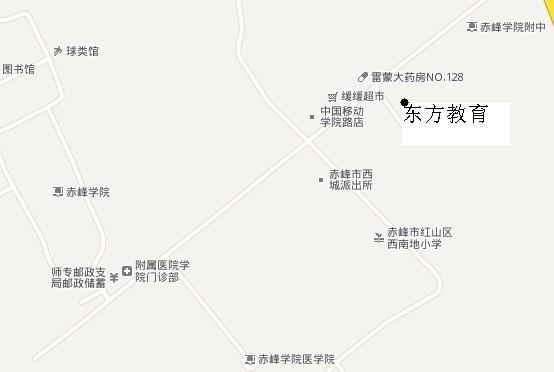 赤峰学院附中
球类馆
图书馆
雷蒙大药房NO.128
缓缓超市
东方教育
中国移动
学院路店
赤峰市西
城派出所
赤峰学院
赤峰市红山区
西南地小学
附属医院学
院门诊部
师专邮政支
局邮政储蓄
赤峰学院医学院